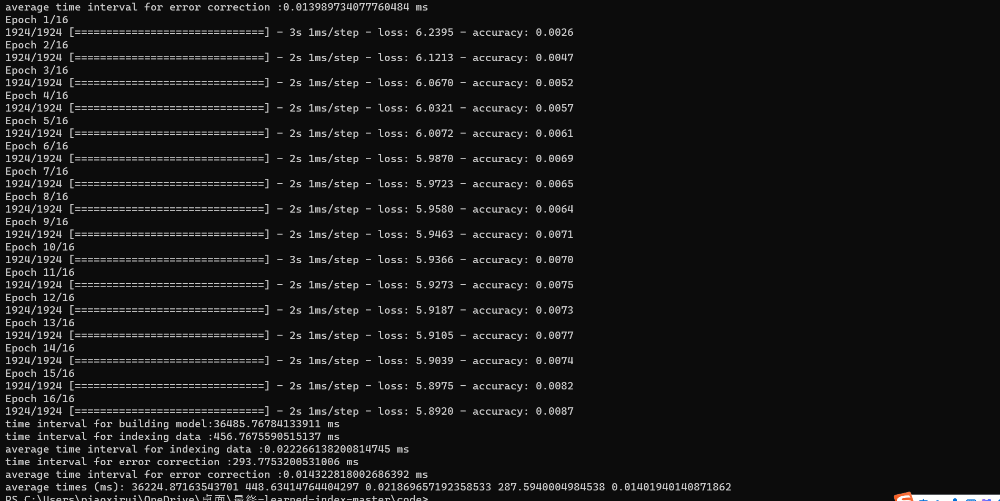 average time interval for error correction :0.013989734077760484 ms
Epoch 1/16
1924/1924 [==============================] - 3s 1ms/step - loss: 6.2395 - accuracy: 0.0026
Epoch 2/16
1924/1924 [==============================] - 2s 1ms/step - loss: 6.1213 - accuracy: 0.0047
Epoch 3/16
1924/1924 [==============================] - 2s 1ms/step - loss: 6.0670 - accuracy: 0.0052
Epoch 4/16
1924/1924 [==============================] - 2s 1ms/step - loss: 6.0321 - accuracy: 0.0057
Epoch 5/16
1924/1924 [==============================] - 2s 1ms/step - loss: 6.0072 - accuracy: 0.0061
Epoch 6/16
1924/1924 [==============================] - 2s 1ms/step - loss: 5.9870 - accuracy: 0.0069
Epoch 7/16
1924/1924 [==============================] - 2s 1ms/step - loss: 5.9723 - accuracy: 0.0065
Epoch 8/16
1924/1924 [==============================] - 2s 1ms/step - loss: 5.9580 - accuracy: 0.0064
Epoch 9/16
1924/1924 [==============================] - 2s 1ms/step - loss: 5.9463 - accuracy: 0.0071
Epoch 10/16
1924/1924 [==============================] - 3s 1ms/step - loss: 5.9366 - accuracy: 0.0070
Epoch 11/16
1924/1924 [==============================] - 2s 1ms/step - loss: 5.9273 - accuracy: 0.0075
Epoch 12/16
1924/1924 [==============================] - 2s 1ms/step - loss: 5.9187 - accuracy: 0.0073
Epoch 13/16
1924/1924 [==============================] - 2s 1ms/step - loss: 5.9105 - accuracy: 0.0077
Epoch 14/16
1924/1924 [==============================] - 2s 1ms/step - loss: 5.9039 - accuracy: 0.0074
Epoch 15/16
1924/1924 [==============================] - 2s 1ms/step - loss: 5.8975 - accuracy: 0.0082
Epoch 16/16
1924/1924 [==============================] - 2s 1ms/step - loss: 5.8920 - accuracy: 0.0087
time interval for building model:36485.76784133911 ms
time interval for indexing data :456.7675590515137 ms
average time interval for indexing data :0.022266138200814745 ms
time interval for error correction :293.7753200531006 ms
average time interval for error correction :0.014322818002686392 ms
average times (ms): 36224.87163543701 448.63414764404297 0.021869657192358533 287.5940004984538 0.01401940140871862
PS C:\Users\piaoxirui\OneDrive\桌面\最终-learned-index-master\code>